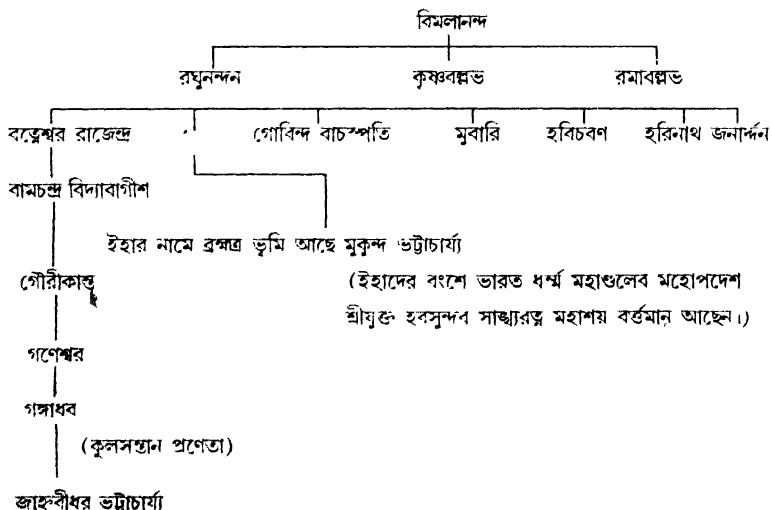 বিমলানন্দ
রঘুনন্দন কৃষ্ণবল্লভ রমাবল্লভ
বত্নেশ্বর রাজেন্দ্র গোবিন্দ বাচস্পতি মুবারি হবিচবণ হরিনাথ জনার্দ্দন
বামচন্দ্র বিদ্যাবাগীশ
ইহার নামে ব্রহ্মত্র ভূমি আছে মুকুন্দ ভট্টাচার্য্য
গৌরীকান্ত (ইহাদের বংশে ভারত ধর্ম্ম মহাণ্ডলেব মহোপদেশ
শ্রীযুক্ত হবসুন্দব সাঙ্খ্যরত্ন মহাশয় বর্ত্তমান আছেন।)
গণেশ্বর
গঙ্গাধব
(কুলসন্তান প্রণেতা)
জাহ্নবীধর ভট্টাচার্য্য